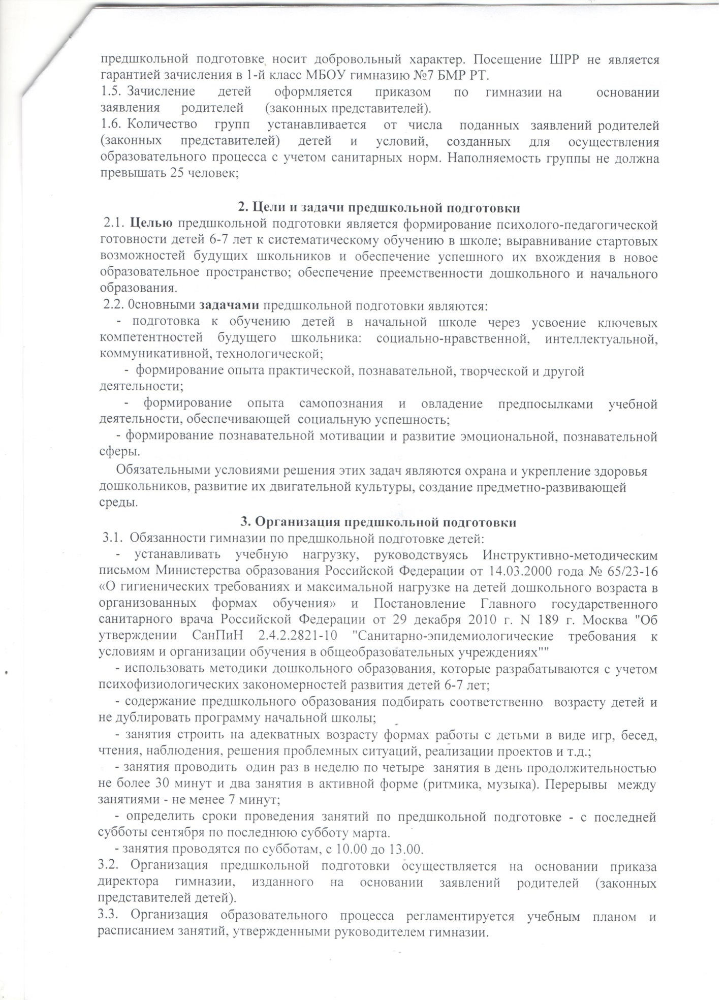 предшкольной подготовке носит добровольный характер. Посещение ШРР не является
гарантией зачисления в 1-й класс МБОУ гимназию №7 БМР РТ.
1.5. Зачисление детей оформляется приказом по гимназии на основании
заявления родителей (законных представителей).
1.6. Количество групп устанавливается от числа поданных заявлений родителей
(законных представителей) детей и условий, созданных для осуществления
образовательного процесса с учетом санитарных норм. Наполняемость группы не должна
превышать 25 человек;
2. Цели и задачи предшкольной подготовки
2.1. Целью предшкольной подготовки является формирование психолого-педагогической
готовности детей 6-7 лет к систематическому обучению в школе; выравнивание стартовых
возможностей будущих школьников и обеспечение успешного их вхождения в новое
образовательное пространство; обеспечение преемственности дошкольного и начального
образования.
2.2. 0сновными задачами предшкольной подготовки являются:
- подготовка к обучению детей в начальной школе через усвоение ключевых
компетентностей будущего школьника: социально-нравственной, интеллектуальной,
коммуникативной, технологической;
- формирование опыта практической, познавательной, творческой и другой
деятельности;
- формирование опыта самопознания и овладение предпосылками учебной
деятельности, обеспечивающей социальную успешность;
- формирование познавательной мотивации и развитие эмоциональной, познавательной
сферы.
Обязательными условиями решения этих задач являются охрана и укрепление здоровья
дошкольников, развитие их двигательной культуры, создание предметно-развивающей
среды.
3. Организация предшкольной подготовки
3.1. Обязанности гимназии по предшкольной подготовке детей:
- устанавливать учебную нагрузку, руководствуясь Инструктивно-методическим
письмом Министерства образования Российской Федерации от 14.03.2000 года № 65/23-16
«О гигиенических требованиях и максимальной нагрузке на детей дошкольного возраста в
организованных формах обучения» и Постановление Главного государственного
санитарного врача Российской Федерации от 29 декабря 2010 г. N 189 г. Москва "Об
утверждении СанПиН 2.4.2.2821-10 "Санитарно-эпидемиологические требования к
условиям и организации обучения в общеобразовательных учреждениях""
- использовать методики дошкольного образования, которые разрабатываются с учетом
психофизиологических закономерностей развития детей 6-7 лет;
- содержание предшкольного образования подбирать соответственно возрасту детей и
не дублировать программу начальной школы;
- занятия строить на адекватных возрасту формах работы с детьми в виде игр, бесед,
чтения, наблюдения, решения проблемных ситуаций, реализации проектов и т.д.;
- занятия проводить один раз в неделю по четыре занятия в день продолжительностью
не более 30 минут и два занятия в активной форме (ритмика, музыка). Перерывы между
занятиями - не менее 7 минут;
- определить сроки проведения занятий по предшкольной подготовке - с последней
субботы сентября по последнюю субботу марта.
- занятия проводятся по субботам, с 10.00 до 13.00.
3.2. Организация предшкольной подготовки осуществляется на основании приказа
директора гимназии, изданного на основании заявлений родителей (законных
представителей детей).
3.3. Организация образовательного процесса регламентируется учебным планом и
расписанием занятий, утвержденными руководителем гимназии.